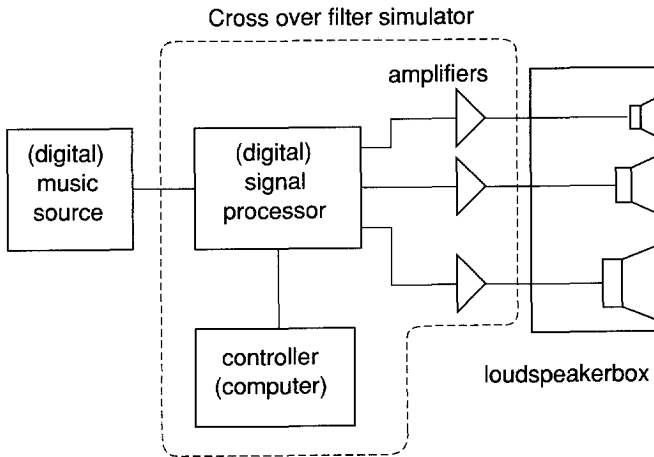 Cross over filter simulator
amplifiers
(digital)
music
source
(digital)
signal
processor
controller
(computer)
loudspeakerbox